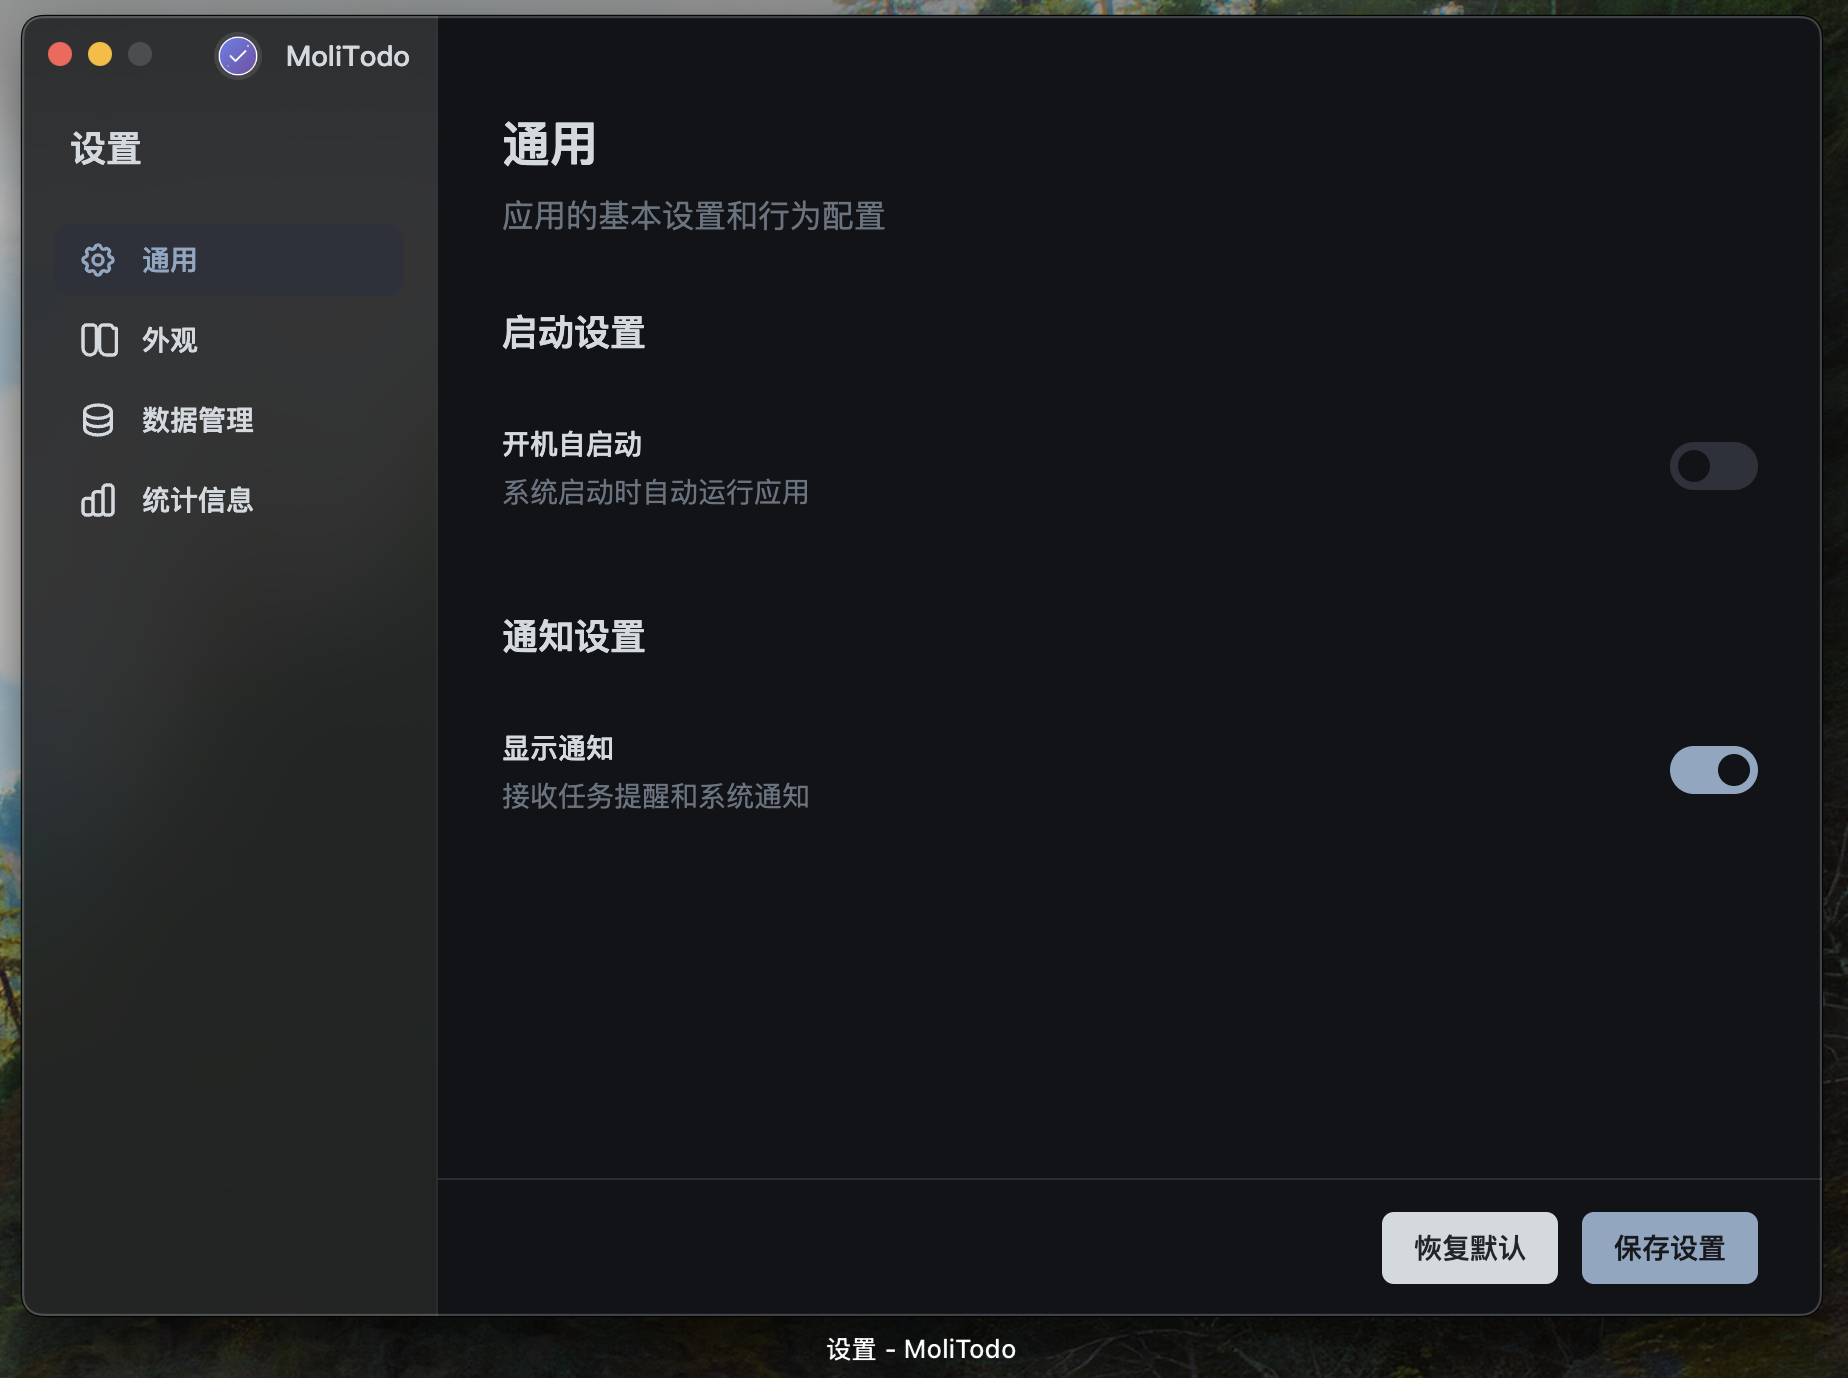 MoliTodo
设置
通用
外观
数据管理
统计信息
通用
应用的基本设置和行为配置
启动设置
开机自启动
系统启动时自动运行应用
通知设置
显示通知
接收任务提醒和系统通知
恢复默认
保存设置
设置 - MoliTodo